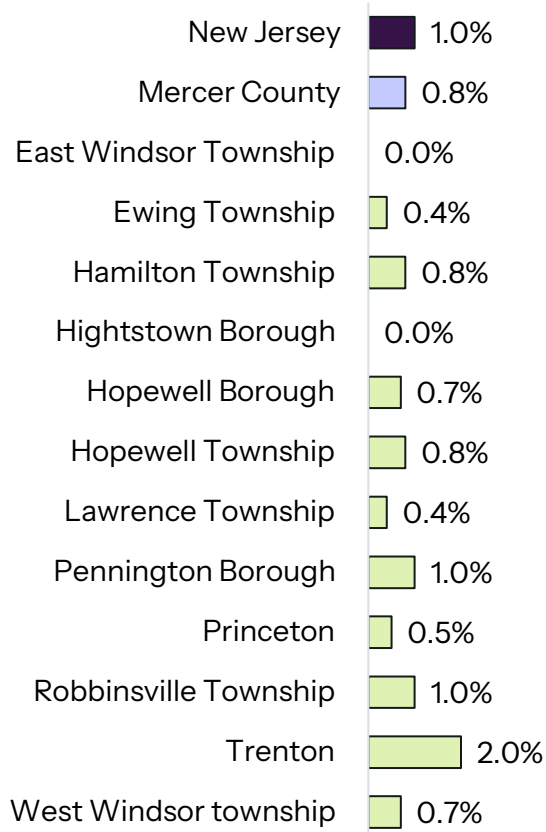 New Jersey 1.0%
Mercer County 0.8%
East Windsor Township 0.0%
Ewing Township 0.4%
Hamilton Township 0.8%
Hightstown Borough 0.0%
Hopewell Borough 0.7%
Hopewell Township 0.8%
Lawrence Township 0.4%
Pennington Borough 1.0%
Princeton 0.5%
Robbinsville Township 1.0%
Trenton 2.0%
West Windsor township 0.7%